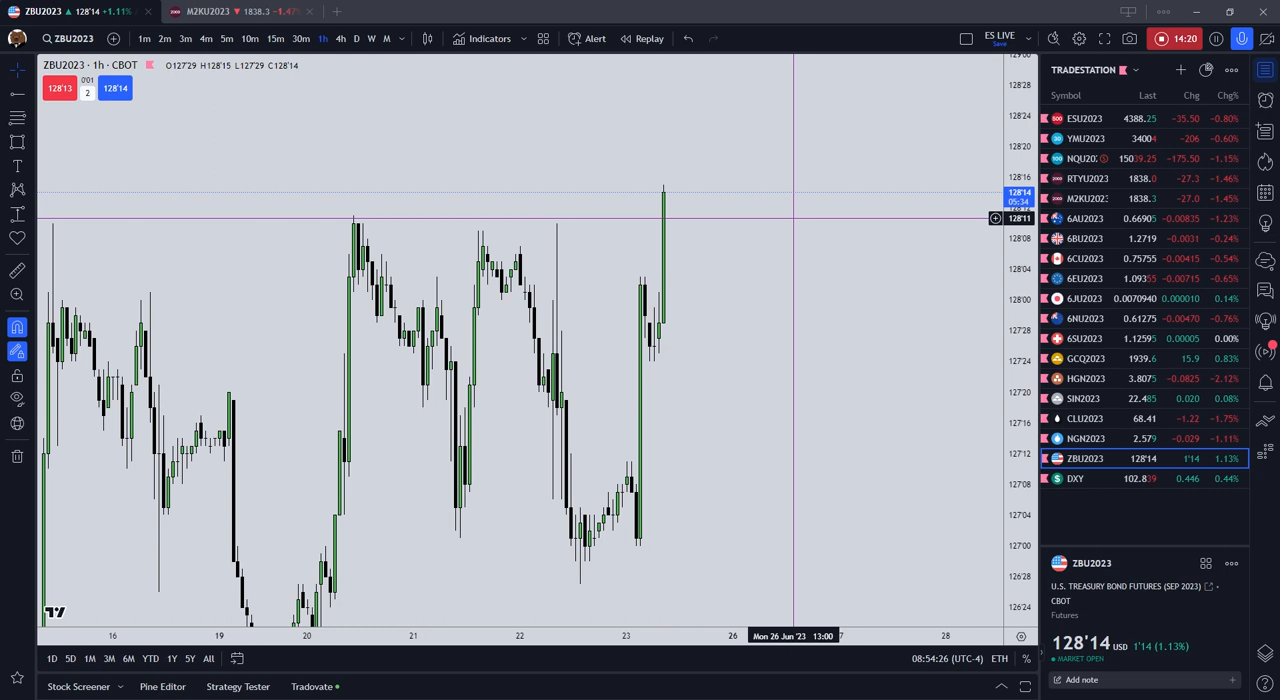 ZBU2023 ▲ 128'14 +1.11%
M2KU2023 ▼ 1838.3 −1.47%
ZBU2023 1m 2m 3m 4m 5m 10m 15m 30m 1h 4h D W M Indicators Alert Replay ES LIVE Save 14:20
ZBU2023 · 1h · CBOT O127'29 H128'15 L127'29 C128'14
128'13 0'01 2 128'14
129'00
128'28
128'24
128'20
128'16
128'14
05:34
128'11
128'08
128'04
128'00
127'28
127'24
127'20
127'16
127'12
127'08
127'04
127'00
126'28
126'24
16 19 20 21 22 23 26 Mon 26 Jun '23 13:00 7 28
1D 5D 1M 3M 6M YTD 1Y 5Y All 08:54:26 (UTC-4) ETH %
Stock Screener Pine Editor Strategy Tester Tradovate
TRADESTATION
Symbol Last Chg Chg%
ESU2023 4388.25 −35.50 −0.80%
YMU2023 34004 −206 −0.60%
NQU20: 15039.25 −175.50 −1.15%
RTYU2023 1838.0 −27.3 −1.46%
M2KU2023 1838.3 −27.0 −1.45%
6AU2023 0.66905 −0.00835 −1.23%
6BU2023 1.2719 −0.0031 −0.24%
6CU2023 0.75755 −0.00415 −0.54%
6EU2023 1.09355 −0.00715 −0.65%
6JU2023 0.0070940 0.000010 0.14%
6NU2023 0.61275 −0.00470 −0.76%
6SU2023 1.12595 0.00005 0.00%
GCQ2023 1939.6 15.9 0.83%
HGN2023 3.8075 −0.0825 −2.12%
SIN2023 22.485 0.020 0.08%
CLU2023 68.41 −1.22 −1.75%
NGN2023 2.579 −0.029 −1.11%
ZBU2023 128'14 1'14 1.13%
DXY 102.839 0.446 0.44%
ZBU2023
U.S. TREASURY BOND FUTURES (SEP 2023) ·
CBOT
Futures
128'14 USD 1'14 (1.13%)
MARKET OPEN
Add note